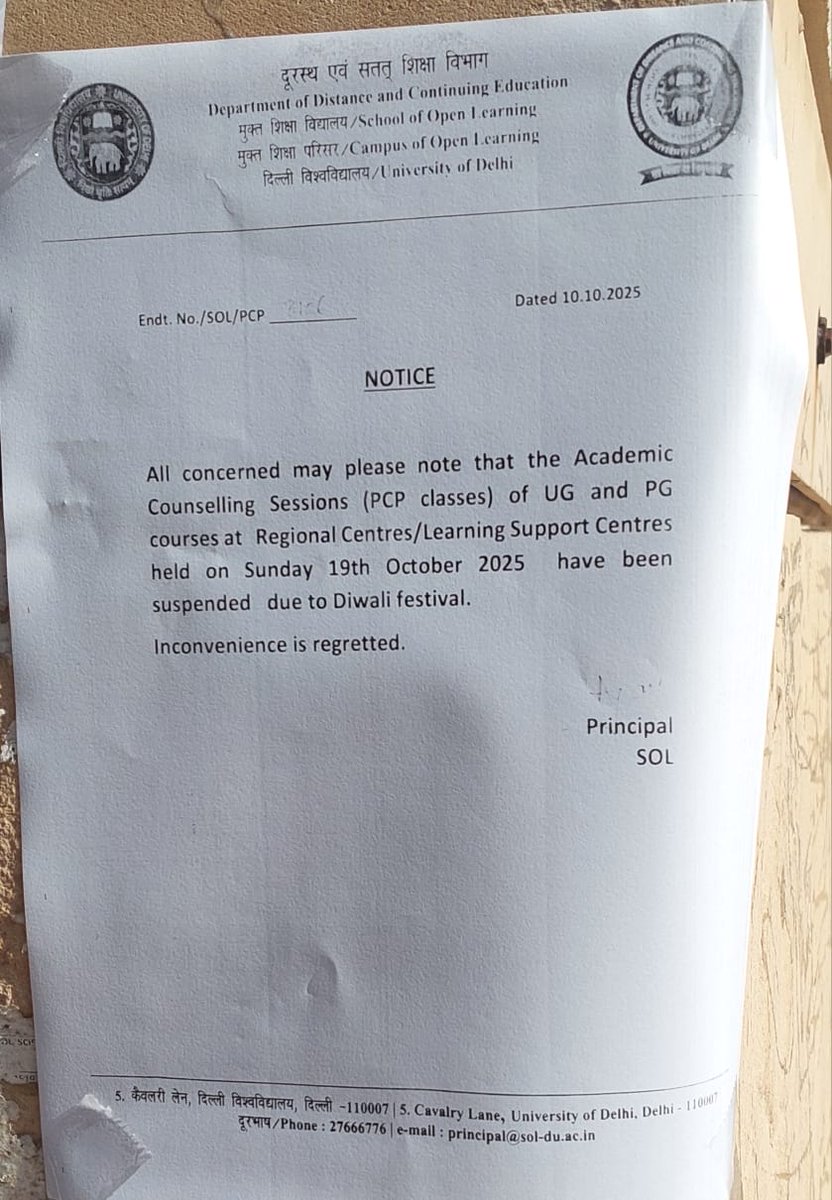 दूरस्थ एवं सतत् शिक्षा विभाग
Department of Distance and Continuing Education
मुक्त शिक्षा विद्यालय/School of Open Learning
मुक्त शिक्षा परिसर/Campus of Open Learning
दिल्ली विश्वविद्यालय/University of Delhi
Endt. No./SOL/PCP
Dated 10.10.2025
NOTICE
All concerned may please note that the Academic
Counselling Sessions (PCP classes) of UG and PG
courses at Regional Centres/Learning Support Centres
held on Sunday 19th October 2025 have been
suspended due to Diwali festival.
Inconvenience is regretted.
Principal
SOL
5. कैवलरी लेन, दिल्ली विश्वविद्यालय, दिल्ली -110007 | 5. Cavalry Lane, University of Delhi, Delhi - 110007
दूरभाष/Phone : 27666776 | e-mail : principal@sol-du.ac.in